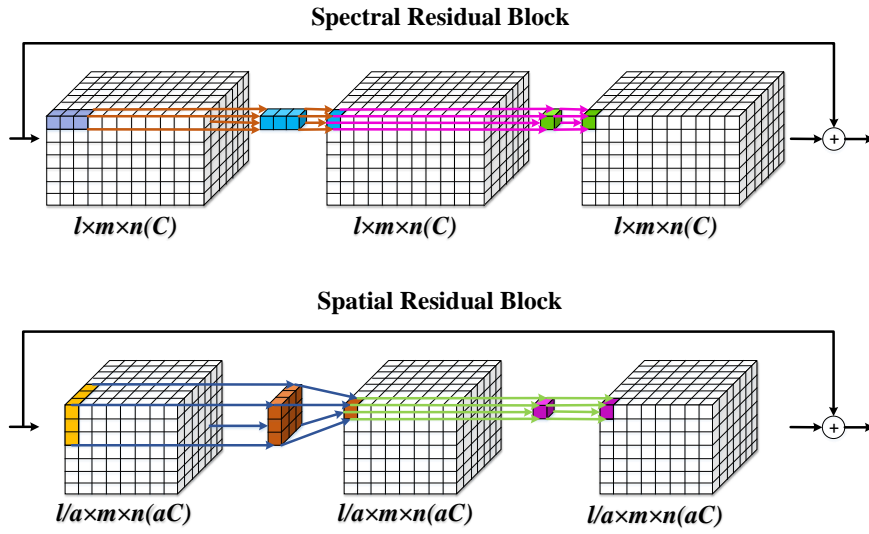 Spectral Residual Block
+
l×m×n(C) l×m×n(C) l×m×n(C)
Spatial Residual Block
+
l/a×m×n(aC) l/a×m×n(aC) l/a×m×n(aC)